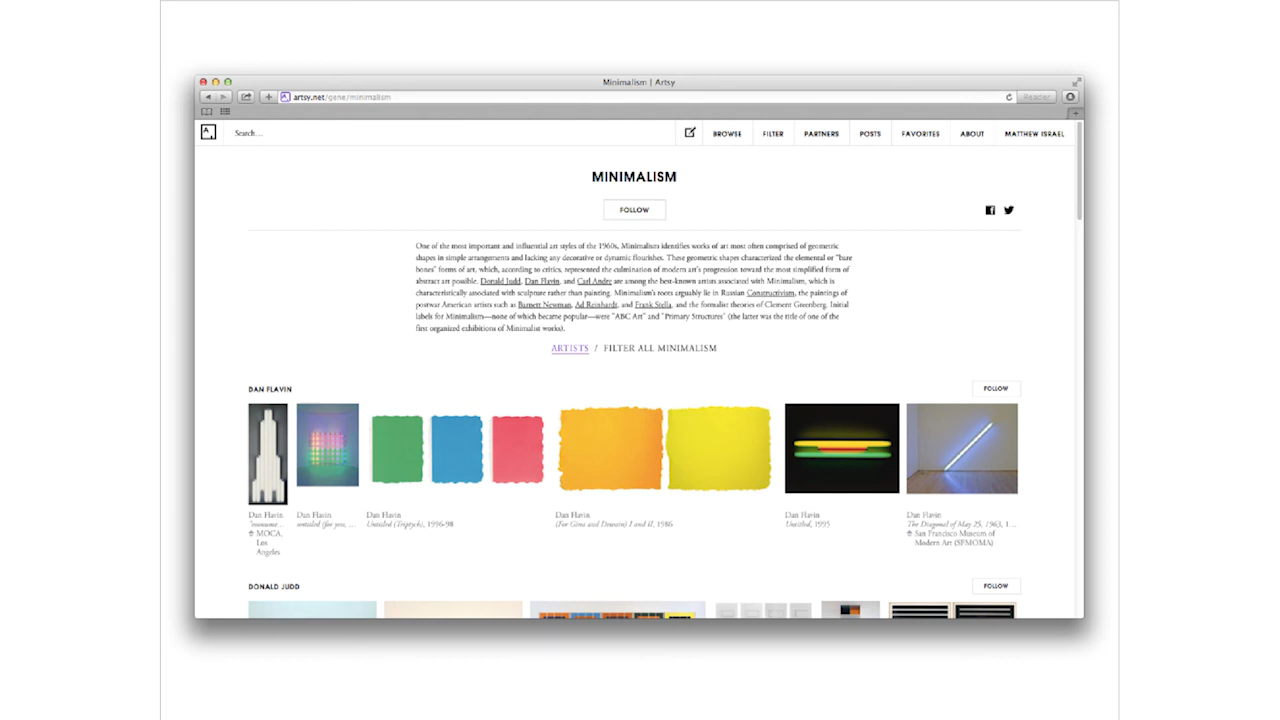 Minimalism | Artsy
artsy.net/gene/minimalism
Reader
A.
Search…
BROWSE
FILTER
PARTNERS
POSTS
FAVORITES
ABOUT
MATTHEW ISRAEL
MINIMALISM
FOLLOW
One of the most important and influential art styles of the 1960s, Minimalism identifies works of art most often comprised of geometric
shapes in simple arrangements and lacking any decorative or dynamic flourishes. These geometric shapes characterized the elemental or "bare
bones" forms of art, which, according to critics, represented the culmination of modern art's progression toward the most simplified form of
abstract art possible. Donald Judd, Dan Flavin, and Carl Andre are among the best-known artists associated with Minimalism, which is
characteristically associated with sculpture rather than painting. Minimalism's roots arguably lie in Russian Constructivism, the paintings of
postwar American artists such as Barnett Newman, Ad Reinhardt, and Frank Stella, and the formalist theories of Clement Greenberg. Initial
labels for Minimalism—none of which became popular—were "ABC Art" and "Primary Structures" (the latter was the title of one of the
first organized exhibitions of Minimalist works).
ARTISTS / FILTER ALL MINIMALISM
DAN FLAVIN
FOLLOW
Dan Flavin
"monume…
MOCA,
Los
Angeles
Dan Flavin
untitled (for you, …
Dan Flavin
Untitled (Triptych), 1996-98
Dan Flavin
(For Gina and Dewain) I and II, 1986
Dan Flavin
Untitled, 1995
Dan Flavin
The Diagonal of May 25, 1963, 1…
San Francisco Museum of
Modern Art (SFMOMA)
DONALD JUDD
FOLLOW